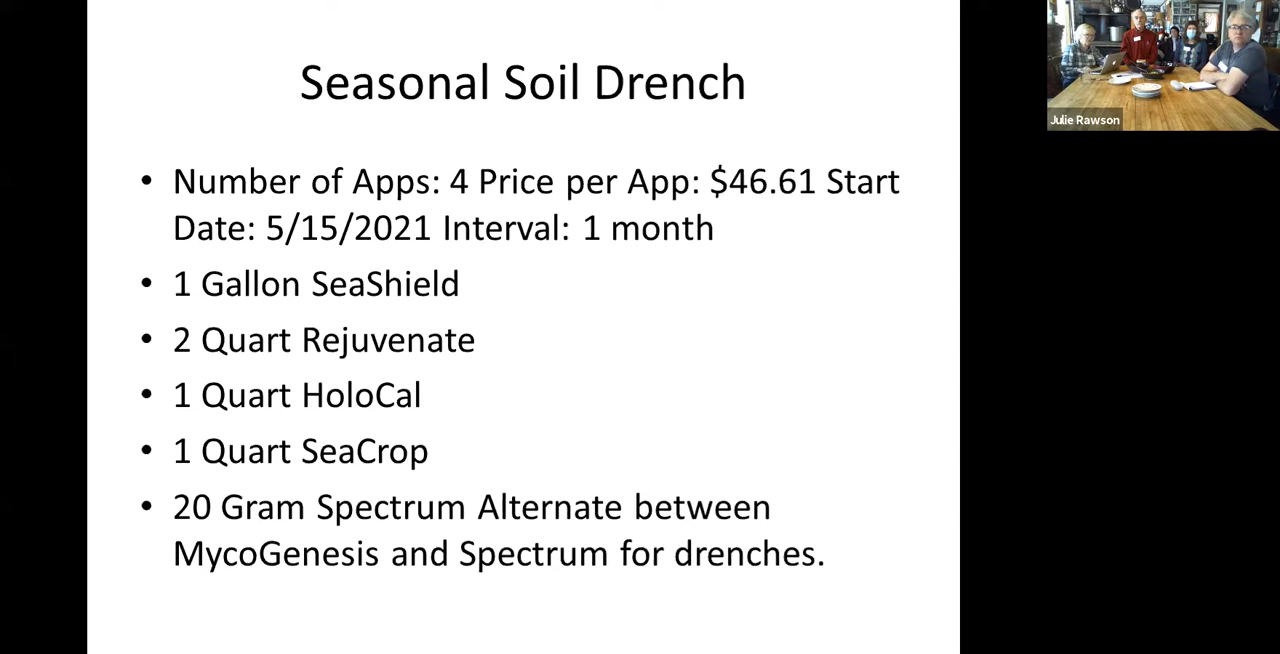 Seasonal Soil Drench
• Number of Apps: 4 Price per App: $46.61 Start
Date: 5/15/2021 Interval: 1 month
• 1 Gallon SeaShield
• 2 Quart Rejuvenate
• 1 Quart HoloCal
• 1 Quart SeaCrop
• 20 Gram Spectrum Alternate between
MycoGenesis and Spectrum for drenches.
Julie Rawson